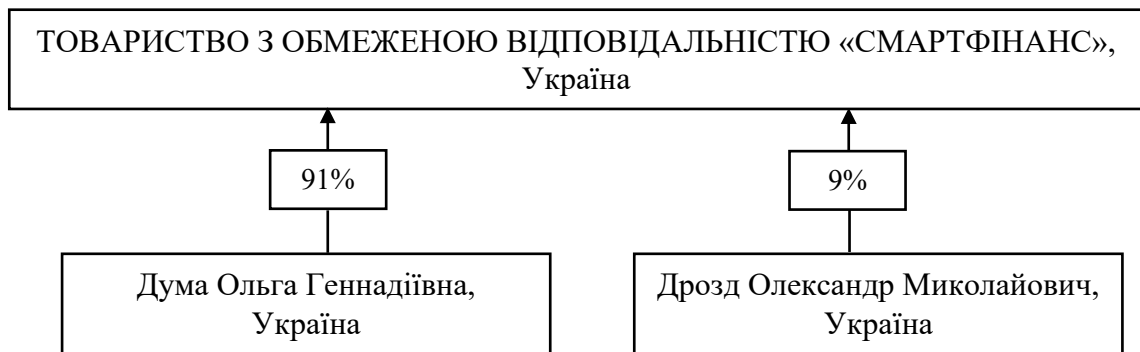 ТОВАРИСТВО З ОБМЕЖЕНОЮ ВІДПОВІДАЛЬНІСТЮ «СМАРТФІНАНС»,
Україна
91%
9%
Дума Ольга Геннадіївна,
Україна
Дрозд Олександр Миколайович,
Україна